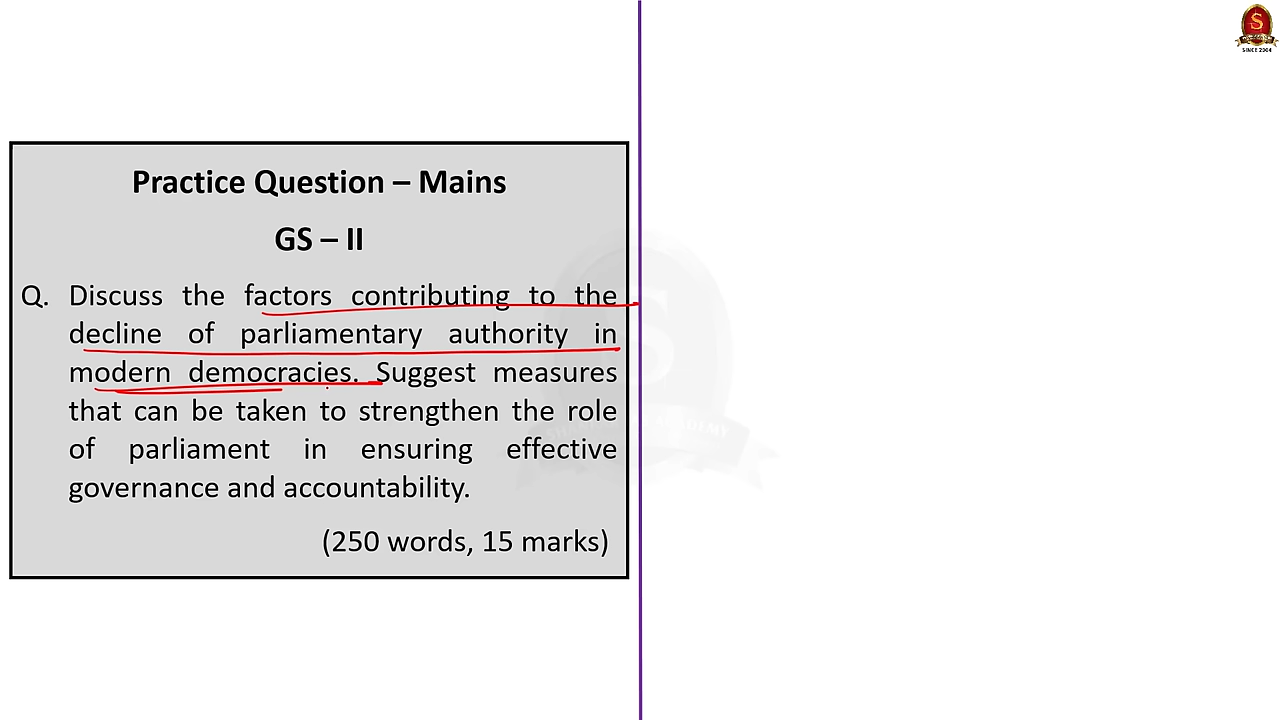 Practice Question – Mains
GS – II
Q. Discuss the factors contributing to the
decline of parliamentary authority in
modern democracies. Suggest measures
that can be taken to strengthen the role
of parliament in ensuring effective
governance and accountability.
(250 words, 15 marks)
S
SINCE 2004